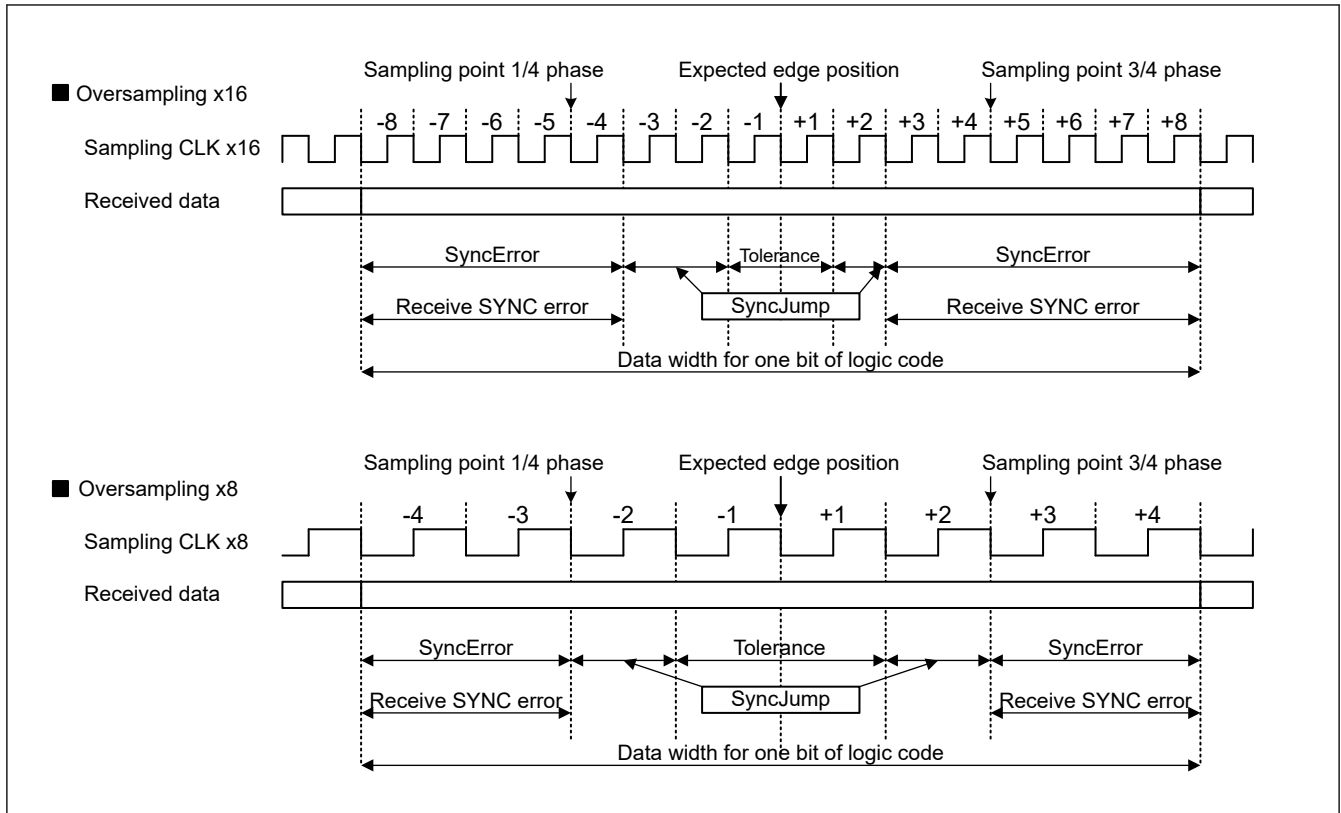 Sampling point 1/4 phase Expected edge position Sampling point 3/4 phase
■ Oversampling x16
-8 -7 -6 -5 -4 -3 -2 -1 +1 +2 +3 +4 +5 +6 +7 +8
Sampling CLK x16
Received data
SyncError Tolerance SyncError
Receive SYNC error SyncJump Receive SYNC error
Data width for one bit of logic code
Sampling point 1/4 phase Expected edge position Sampling point 3/4 phase
■ Oversampling x8
-4 -3 -2 -1 +1 +2 +3 +4
Sampling CLK x8
Received data
SyncError Tolerance SyncError
Receive SYNC error SyncJump Receive SYNC error
Data width for one bit of logic code